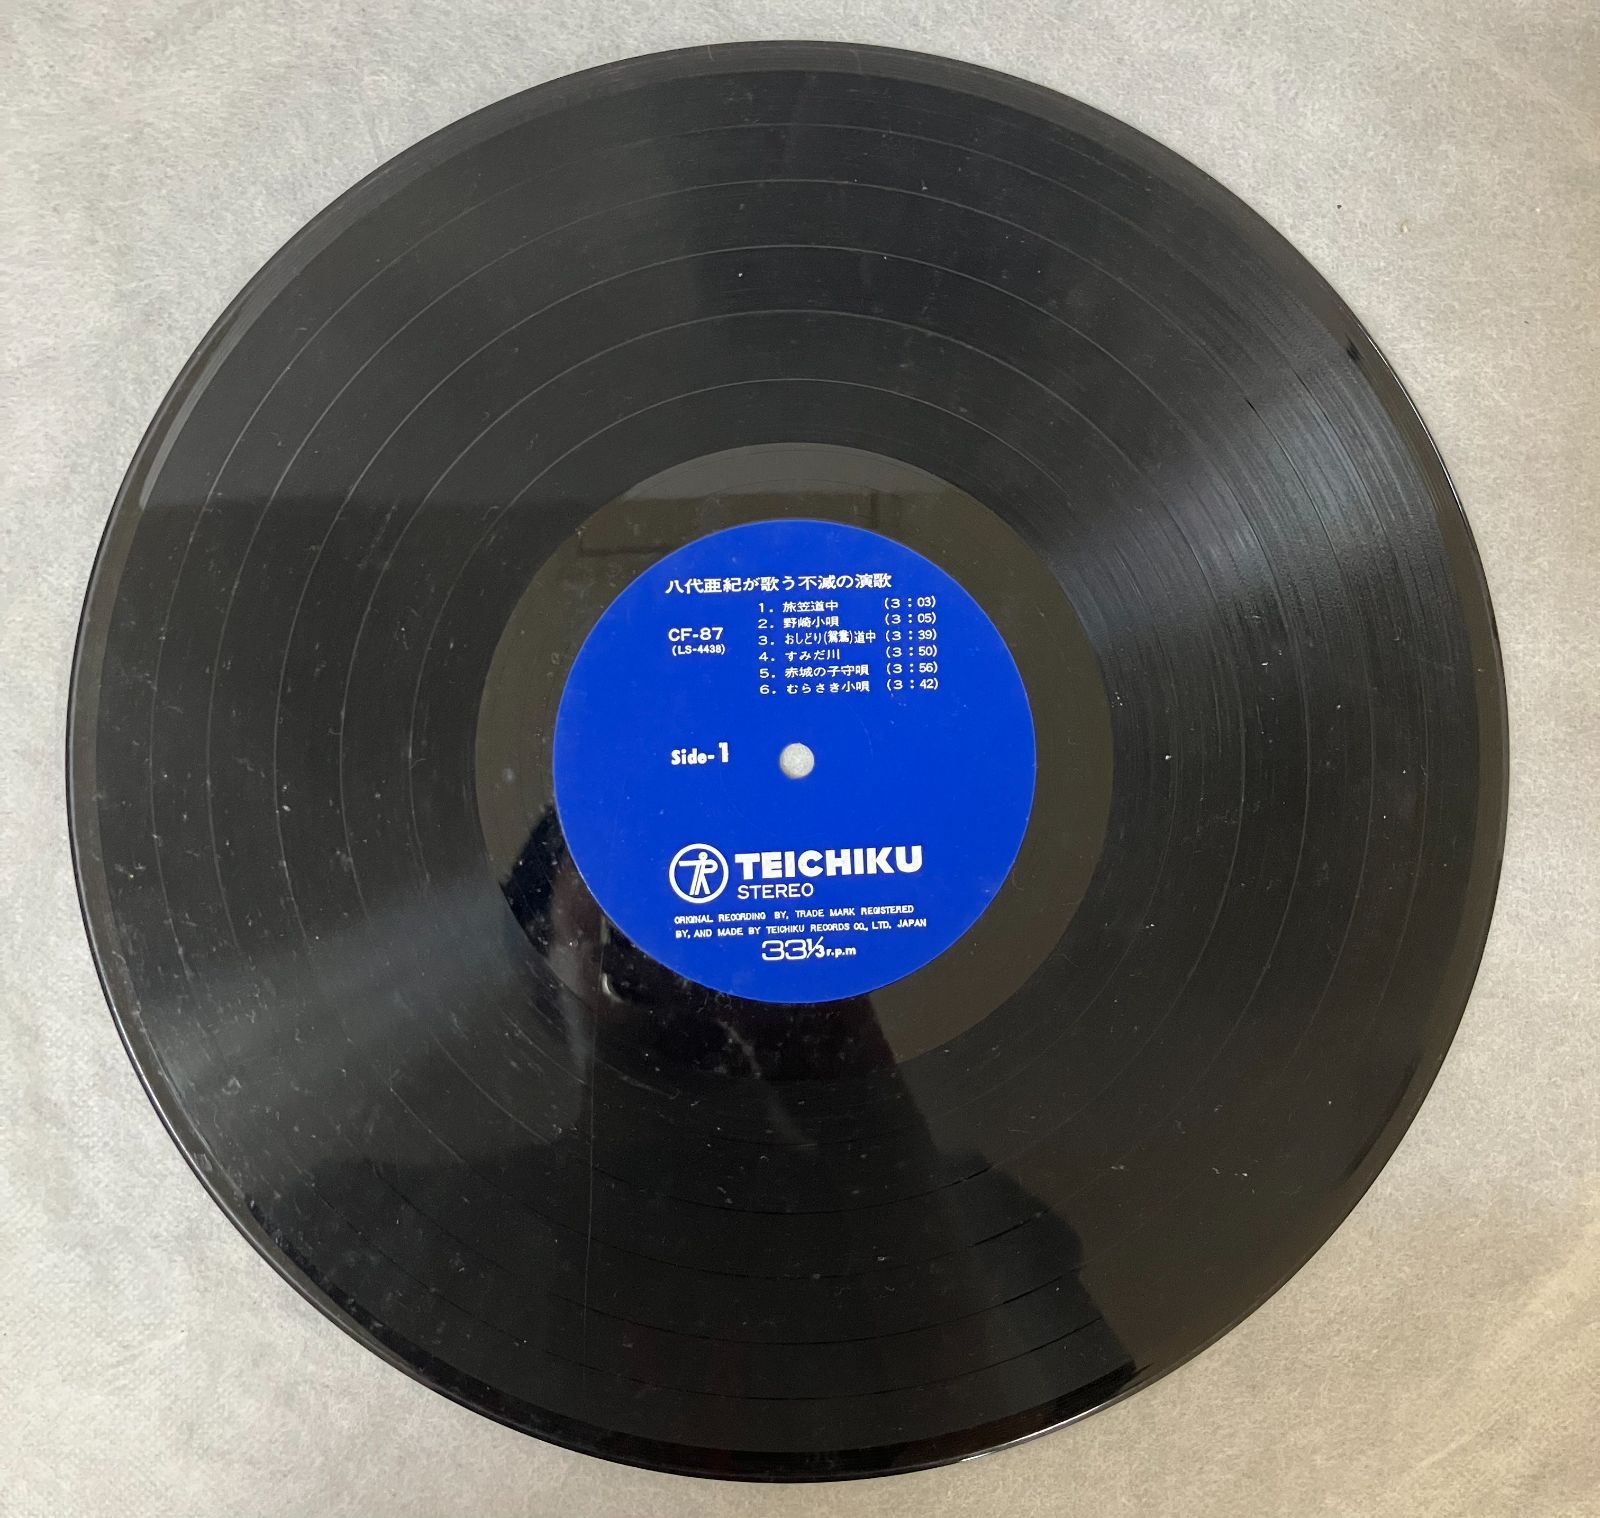 八代亜紀が歌う不滅の演歌
1. 旅笠道中 (3:03)
2. 野崎小唄 (3:05)
CF-87 3. おしどり(鴛鴦)道中 (3:39)
(LS-4438) 4. すみだ川 (3:50)
5. 赤城の子守唄 (3:56)
6. むらさき小唄 (3:42)
Side-1
TEICHIKU
STEREO
ORIGINAL RECORDING BY, TRADE MARK REGISTERED
BY, AND MADE BY TEICHIKU RECORDS CO., LTD. JAPAN
33⅓ r.p.m